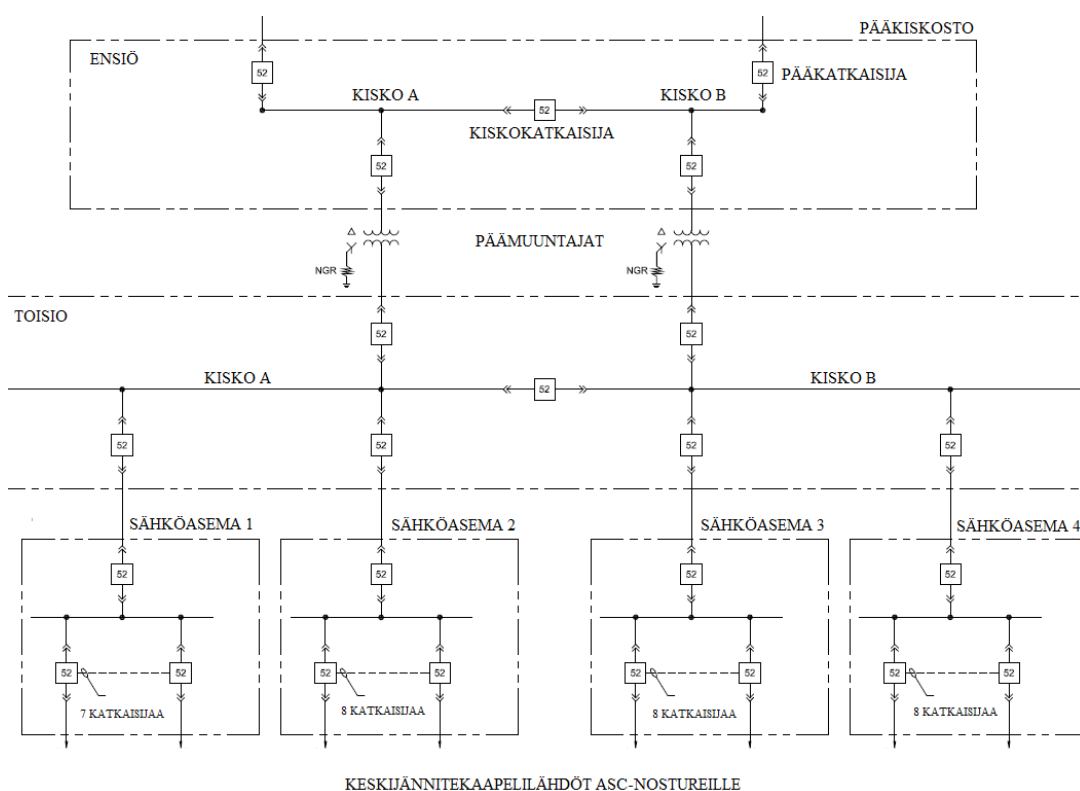 PÄÄKISKOSTO
ENSIÖ
52
52
PÄÄKATKAISIJA
KISKO A
52
KISKO B
KISKOKATKAISIJA
52
52
Δ
Δ
PÄÄMUUNTAJAT
NGR
NGR
TOISIO
52
52
KISKO A
52
KISKO B
52
52
52
52
SÄHKÖASEMA 1
SÄHKÖASEMA 2
SÄHKÖASEMA 3
SÄHKÖASEMA 4
52
52
52
52
52
52
52
52
52
52
52
52
7 KATKAISIJAA
8 KATKAISIJAA
8 KATKAISIJAA
8 KATKAISIJAA
KESKIJÄNNITEKAAPELILÄHDÖT ASC-NOSTUREILLE